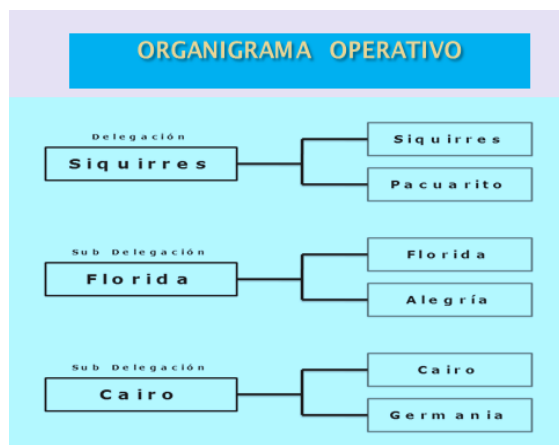 ORGANIGRAMA OPERATIVO
Delegación
Siquirres
Siquirres
Pacuarito
Sub Delegación
Florida
Florida
Alegría
Sub Delegación
Cairo
Cairo
Germania